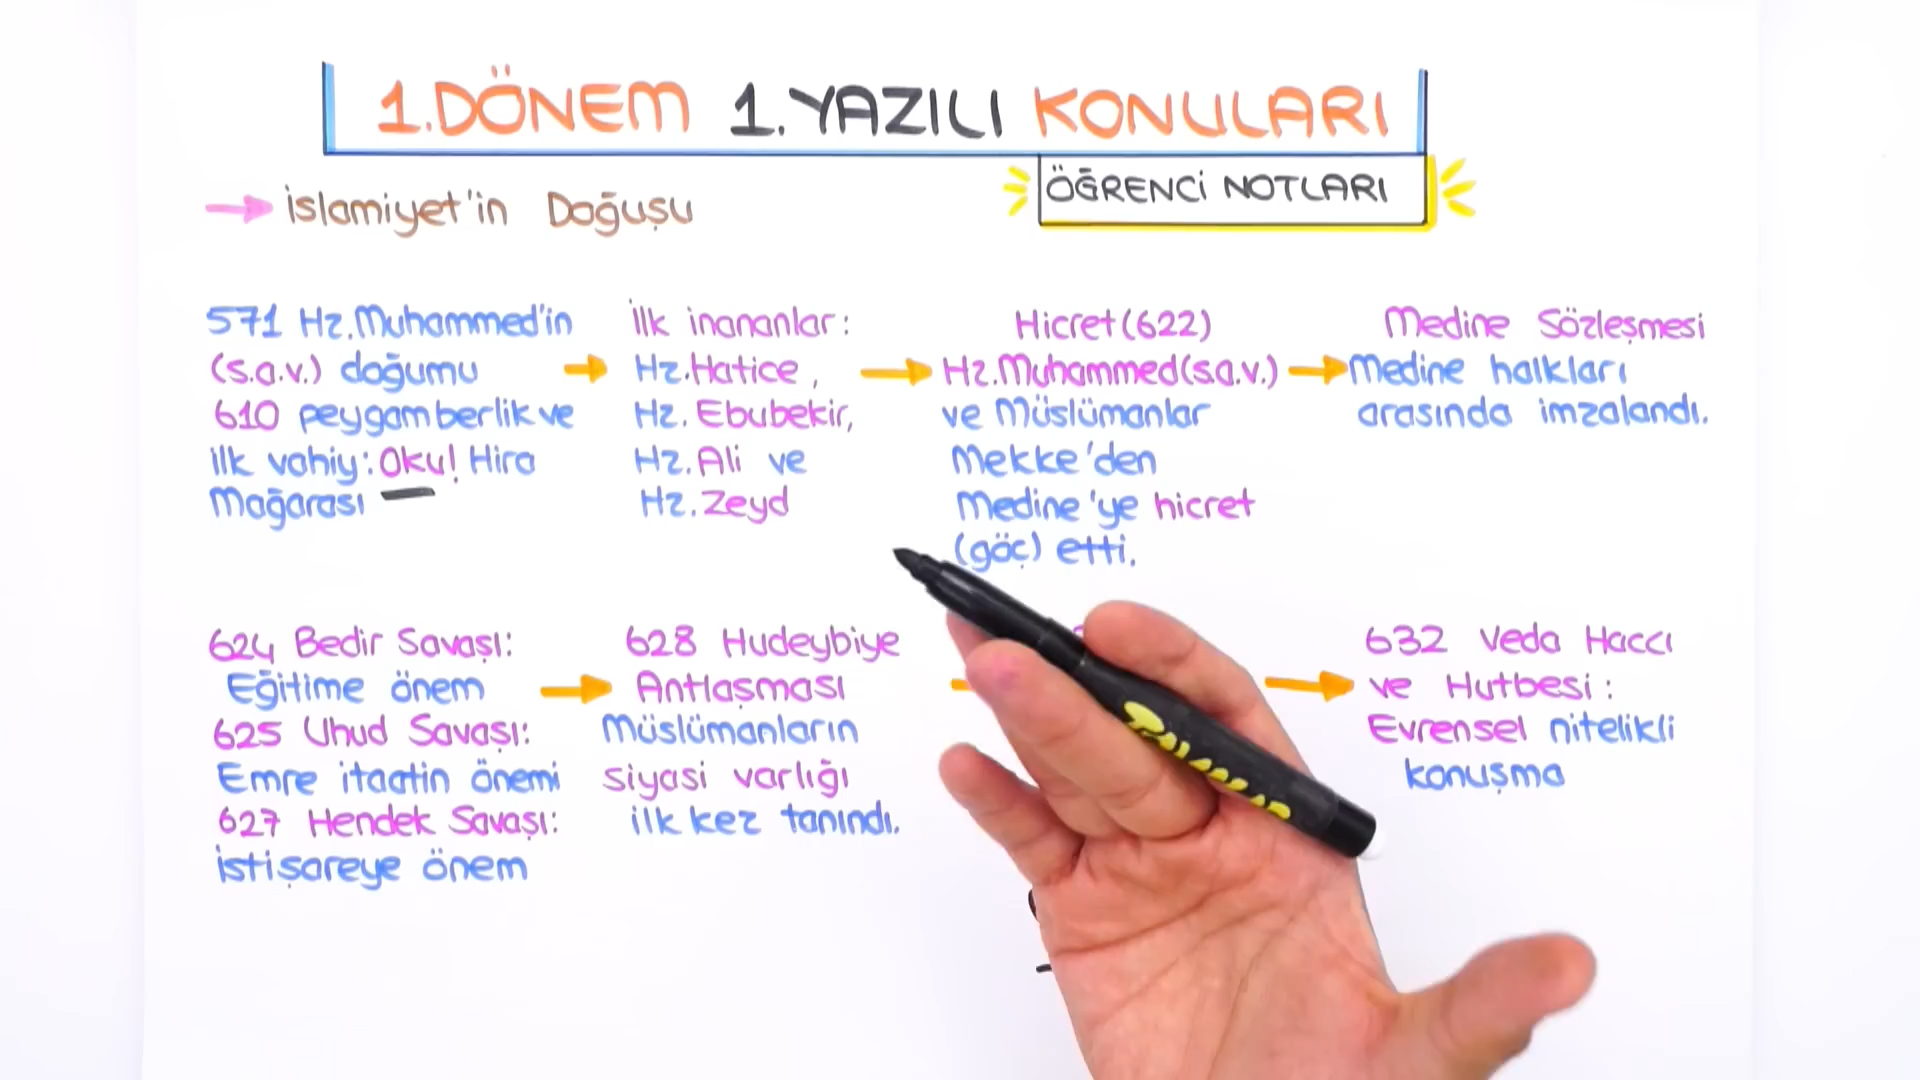 1.DÖNEM 1.YAZILI KONULARI
ÖĞRENCİ NOTLARI
İslamiyet'in Doğuşu
571 Hz.Muhammed'in
(s.a.v.) doğumu
610 peygamberlik ve
ilk vahiy: Oku! Hira
Mağarası
İlk inananlar:
Hz.Hatice,
Hz. Ebubekir,
Hz. Ali ve
Hz. Zeyd
Hicret (622)
Hz.Muhammed(s.a.v.)
ve Müslümanlar
Mekke'den
Medine'ye hicret
(göç) etti.
Medine Sözleşmesi
Medine halkları
arasında imzalandı.
624 Bedir Savaşı:
Eğitime önem
625 Uhud Savaşı:
Emre itaatin önemi
627 Hendek Savaşı:
İstişareye önem
628 Hudeybiye
Antlaşması
Müslümanların
siyasi varlığı
ilk kez tanındı.
632 Veda Haccı
ve Hutbesi:
Evrensel nitelikli
konuşma